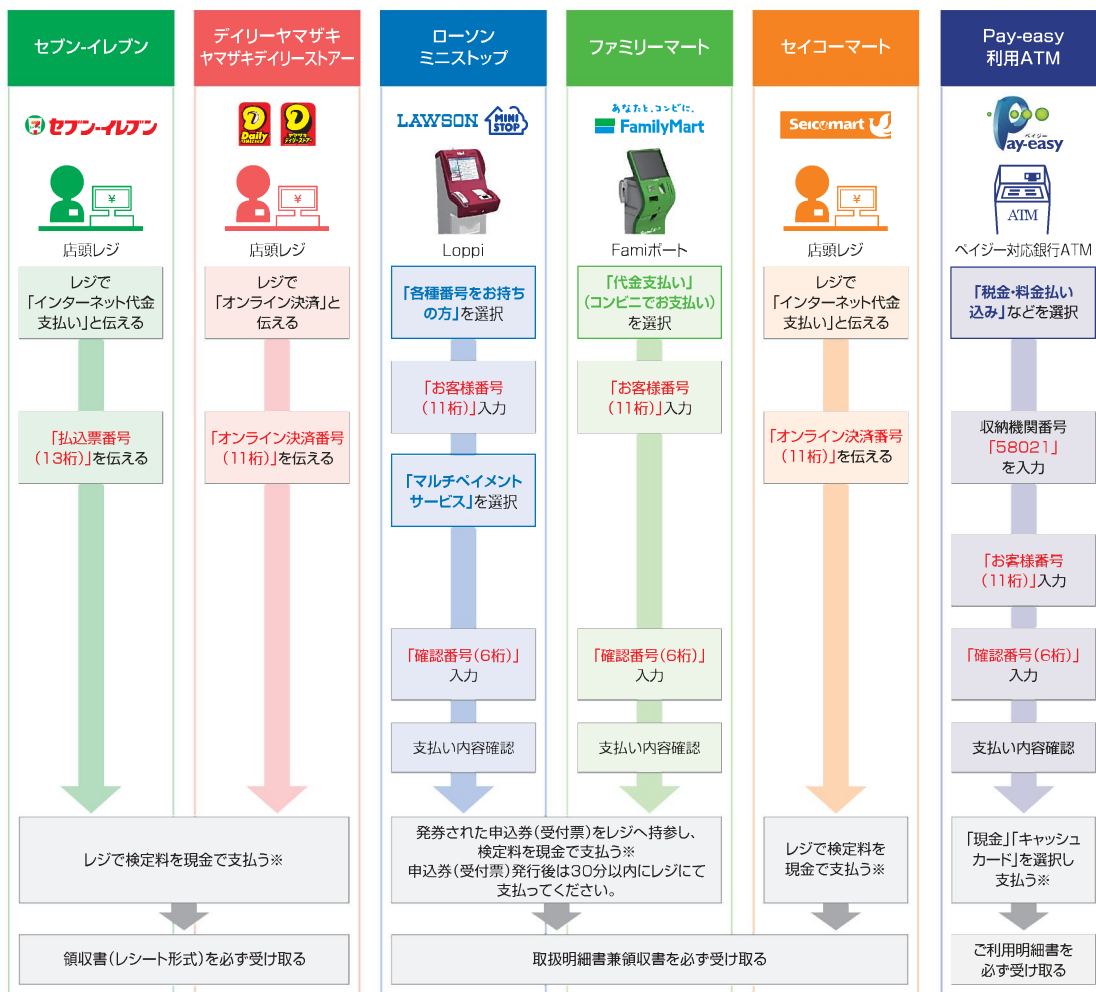 セブン-イレブン
デイリーヤマザキ
ヤマザキデイリーストアー
ローソン
ミニストップ
ファミリーマート
セイコーマート
Pay-easy
利用ATM
セブン-イレブン
Daily
ヤマザキ
デイリーストアー
LAWSON
MINI
STOP
あなたと、コンビに、
FamilyMart
Seicomart
ペイジー
Pay-easy
¥
¥
¥
ATM
店頭レジ
店頭レジ
Loppi
Famiポート
店頭レジ
ペイジー対応銀行ATM
レジで
「インターネット代金
支払い」と伝える
「払込票番号
(13桁)」を伝える
レジで
「オンライン決済」と
伝える
「オンライン決済番号
(11桁)」を伝える
「各種番号をお持ち
の方」を選択
「お客様番号
(11桁)」入力
「マルチペイメント
サービス」を選択
「確認番号(6桁)」
入力
支払い内容確認
「代金支払い」
(コンビニでお支払い)
を選択
「お客様番号
(11桁)」入力
「確認番号(6桁)」
入力
支払い内容確認
レジで
「インターネット代金
支払い」と伝える
「オンライン決済番号
(11桁)」を伝える
「税金・料金払い
込み」などを選択
収納機関番号
「58021」
を入力
「お客様番号
(11桁)」入力
「確認番号(6桁)」
入力
支払い内容確認
レジで検定料を現金で支払う※
発券された申込券(受付票)をレジへ持参し、
検定料を現金で支払う※
申込券(受付票)発行後は30分以内にレジにて
支払ってください。
レジで検定料を
現金で支払う※
「現金」「キャッシュ
カード」を選択し
支払う※
領収書(レシート形式)を必ず受け取る
取扱明細書兼領収書を必ず受け取る
ご利用明細書を
必ず受け取る